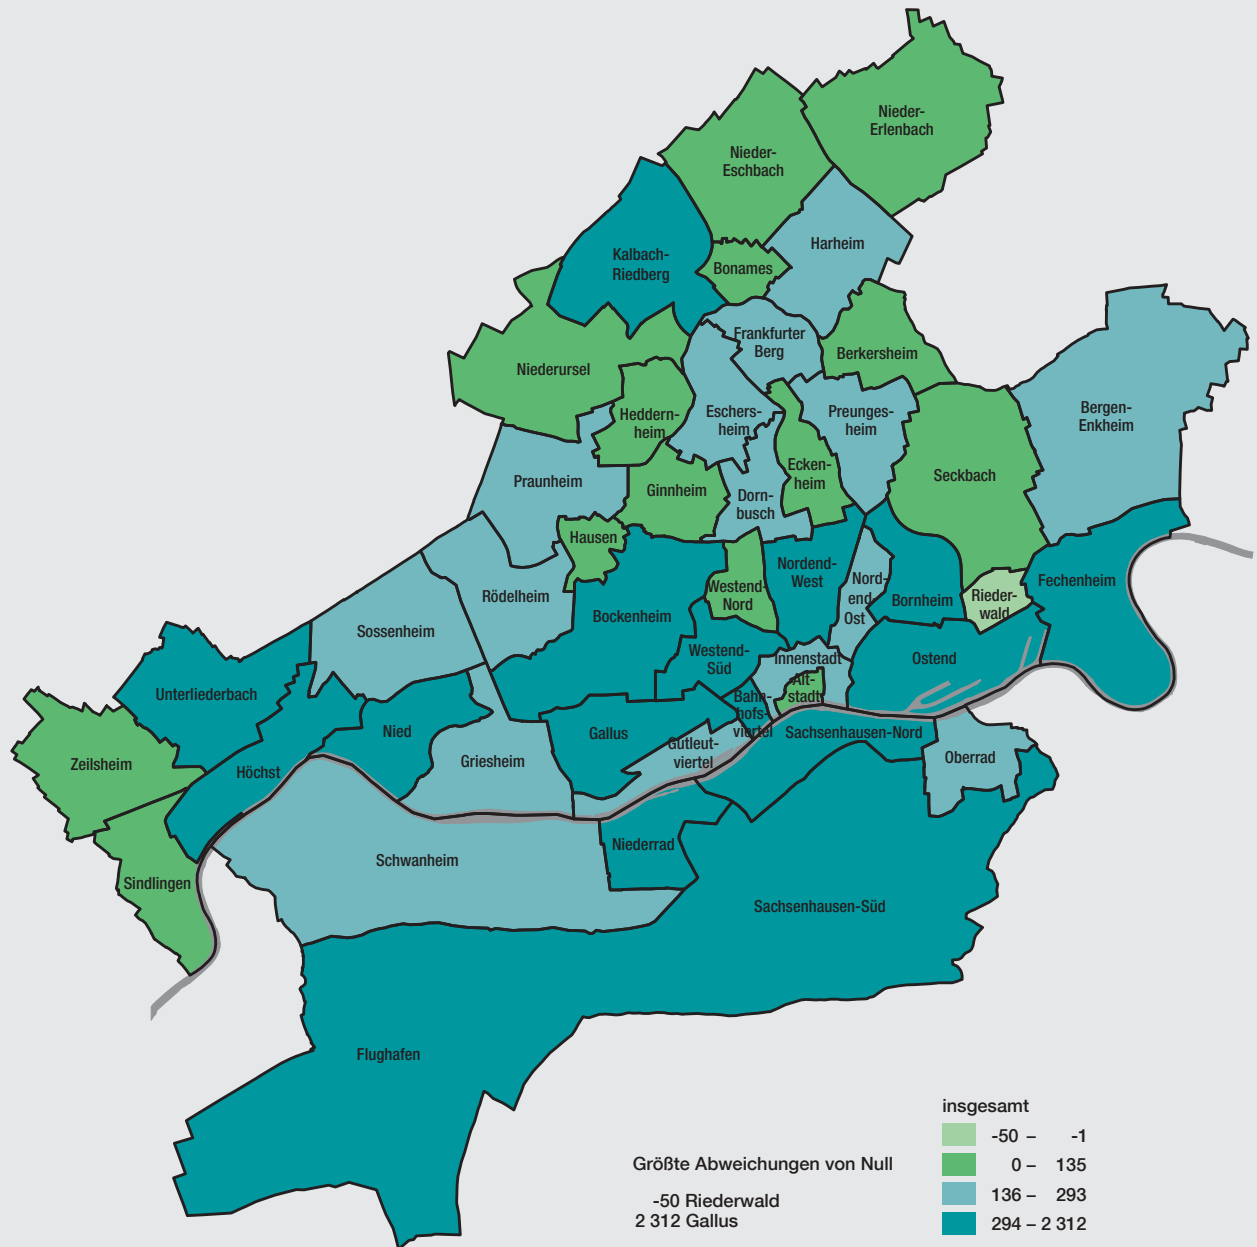 Nieder-
Erlenbach
Nieder-
Eschbach
Harheim
Kalbach-
Riedberg
Bonames
Frankfurter
Berg
Berkersheim
Niederursel
Heddern-
heim
Eschers-
heim
Preunges-
heim
Bergen-
Enkheim
Praunheim
Ginnheim
Dorn-
busch
Ecken-
heim
Seckbach
Hausen
Rödelheim
Bockenheim
Westend-
Nord
Nordend-
West
Nord-
end-
Ost
Bornheim
Rieder-
wald
Fechenheim
Sossenheim
Unterliederbach
Westend-
Süd
Innenstadt
Alt-
stadt
Ostend
Bahn-
hofs-
viertel
Nied
Gallus
Gutleut-
viertel
Sachsenhausen-Nord
Zeilsheim
Höchst
Griesheim
Oberrad
Schwanheim
Niederrad
Sindlingen
Sachsenhausen-Süd
Flughafen
Größte Abweichungen von Null
-50 Riederwald
2 312 Gallus
insgesamt
-50 – -1
0 – 135
136 – 293
294 – 2 312